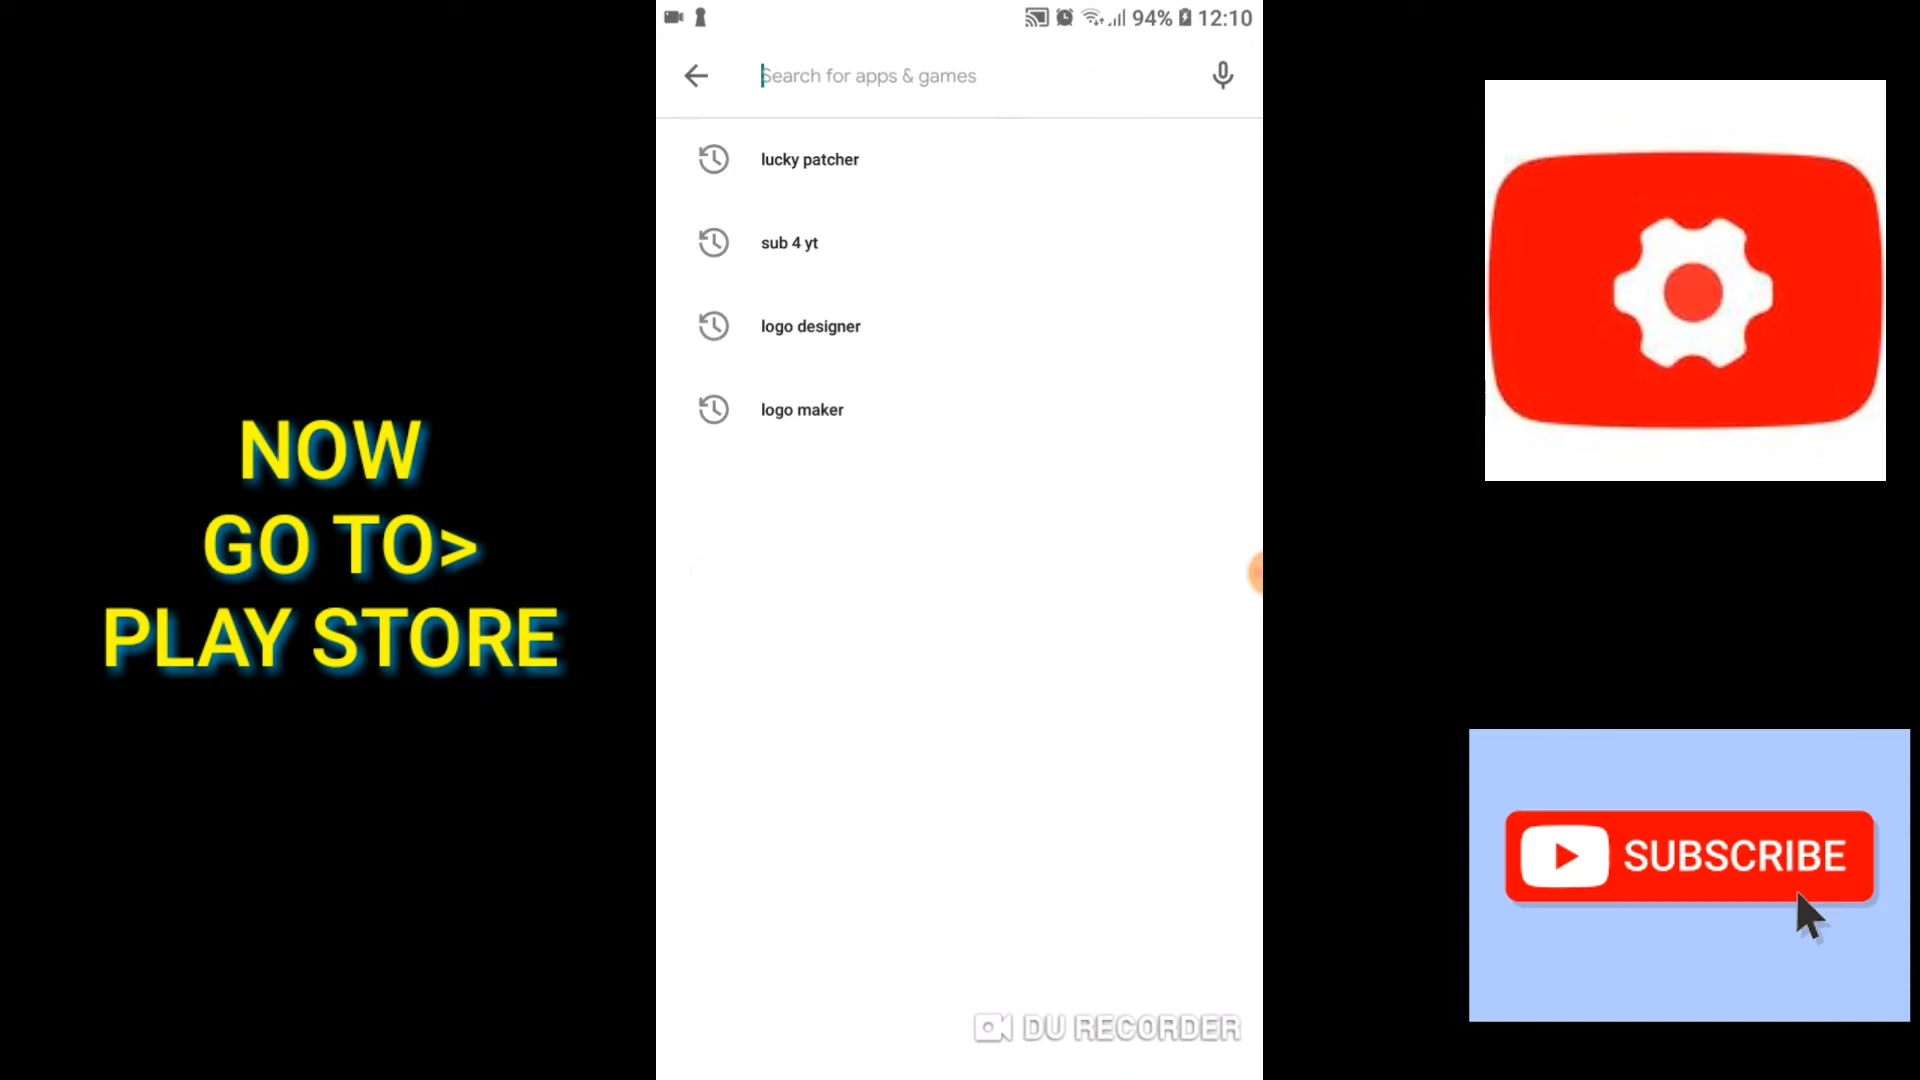 94% 12:10
Search for apps & games
lucky patcher
sub 4 yt
logo designer
logo maker
NOW
GO TO>
PLAY STORE
SUBSCRIBE
DU RECORDER